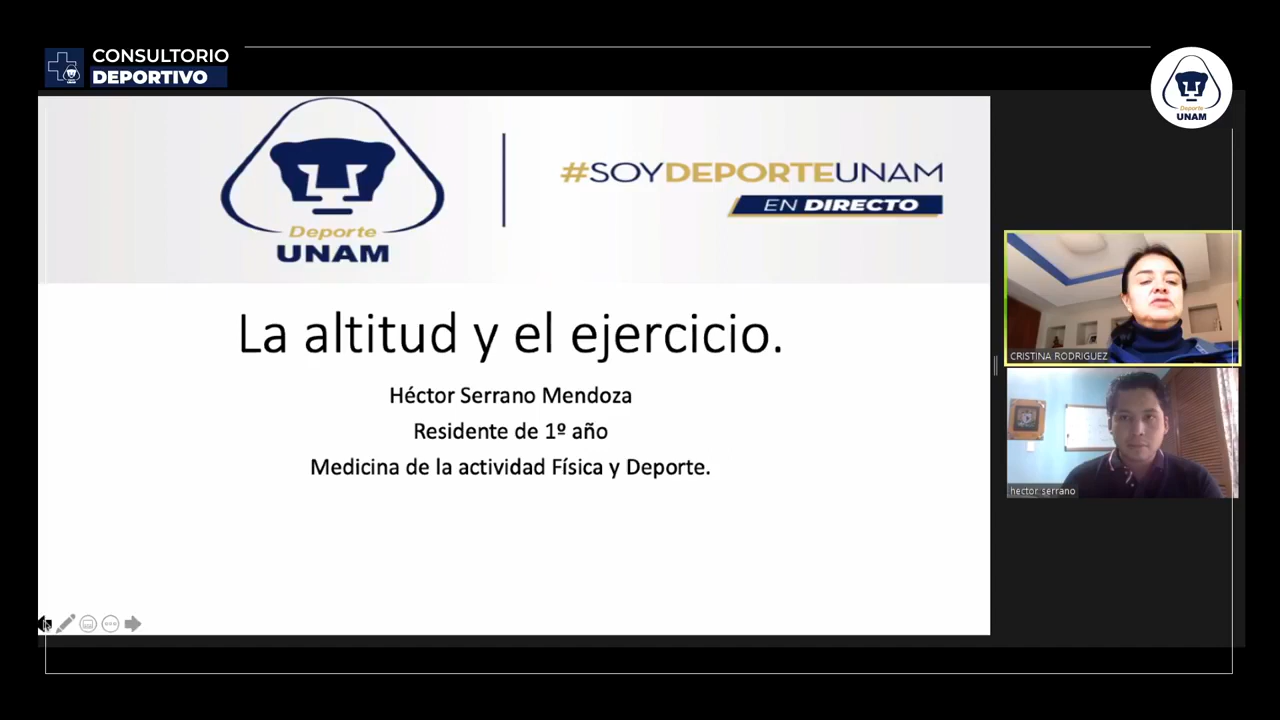 CONSULTORIO
DEPORTIVO
Deporte
UNAM
Deporte
UNAM
#SOYDEPORTEUNAM
EN DIRECTO
La altitud y el ejercicio.
Héctor Serrano Mendoza
Residente de 1º año
Medicina de la actividad Física y Deporte.
CRISTINA RODRIGUEZ
hector serrano